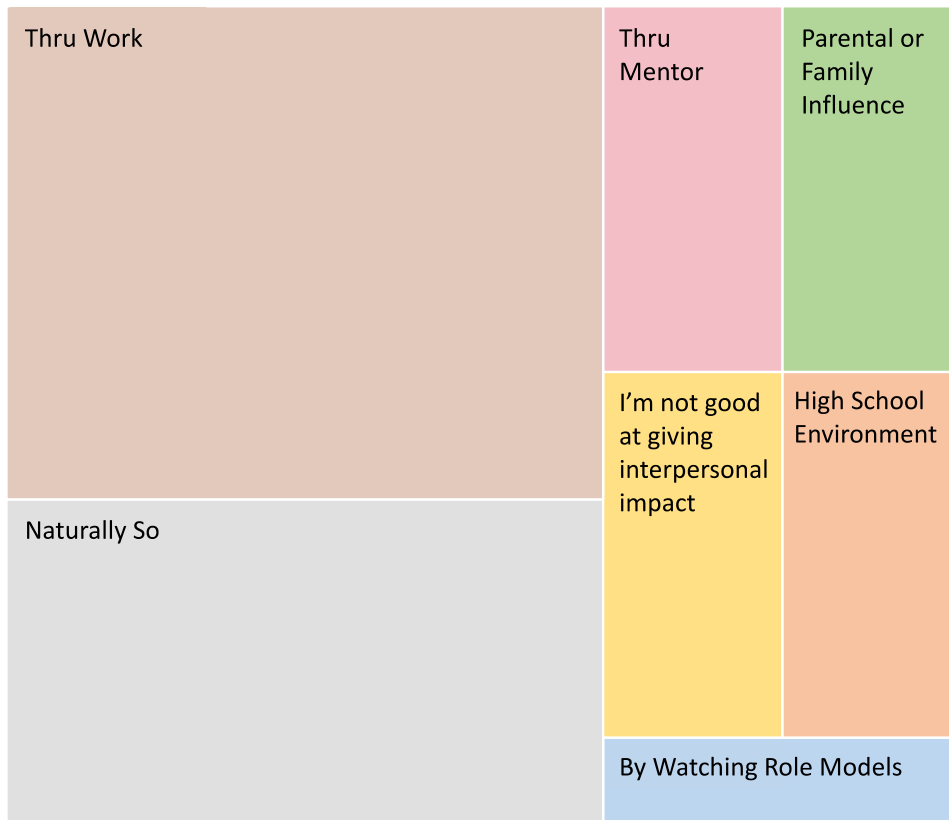 Thru Work
Thru
Mentor
Parental or
Family
Influence
I’m not good
at giving
interpersonal
impact
High School
Environment
Naturally So
By Watching Role Models